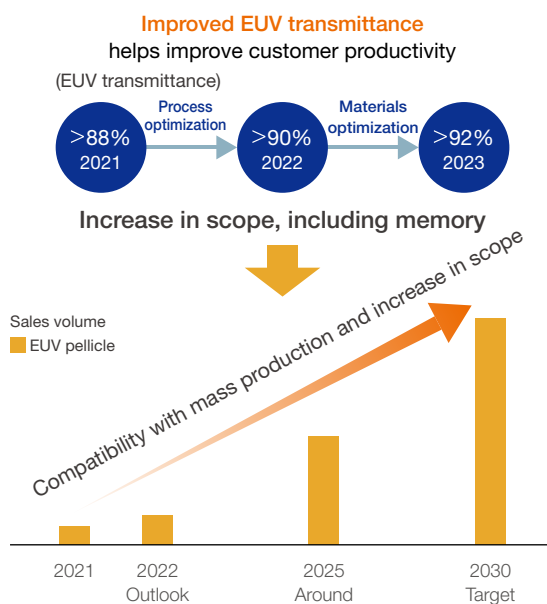 Improved EUV transmittance
helps improve customer productivity
(EUV transmittance)
>88%
2021
Process
optimization
>90%
2022
Materials
optimization
>92%
2023
Increase in scope, including memory
Compatibility with mass production and increase in scope
Sales volume
EUV pellicle
2021
2022
Outlook
2025
Around
2030
Target